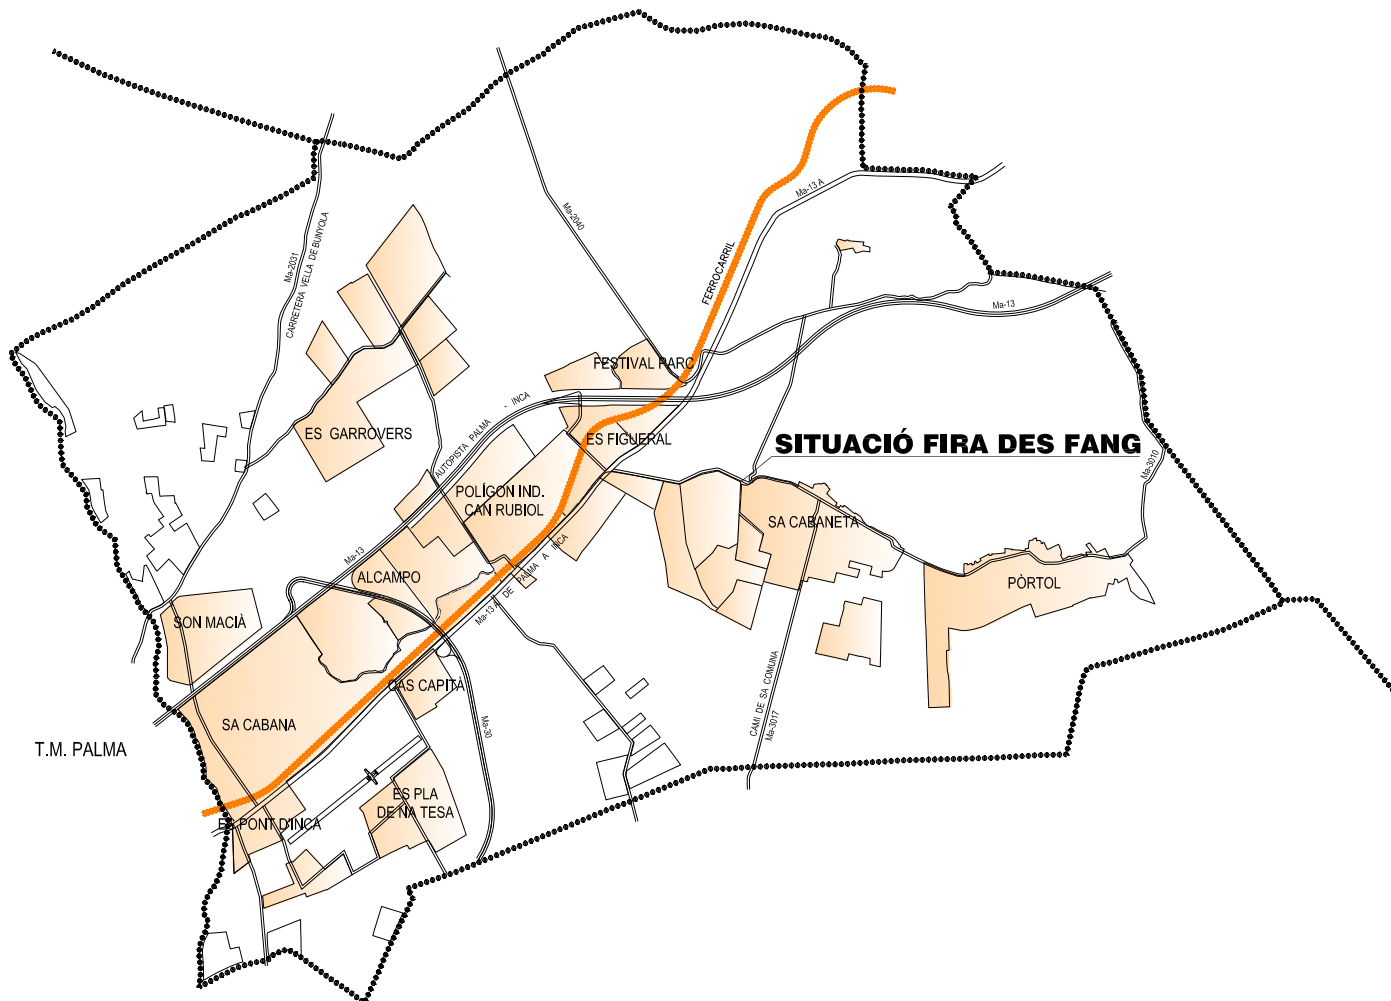 Ma-13 A
Ma-2040
Ma-2031
CARRETERA VELLA DE BUNYOLA
FERROCARRIL
Ma-13
FESTIVAL PARC
AUTOPISTA PALMA - INCA
ES GARROVERS
ES FIGUERAL
SITUACIÓ FIRA DES FANG
Ma-3010
POLÍGON IND.
CAN RUBIOL
SA CABANETA
Ma-13
ALCAMPO
PÒRTOL
Ma-13 A DE PALMA A INCA
SON MACIÀ
CAS CAPITÀ
CAMI DE SA COMUNA
Ma-3017
SA CABANA
Ma-30
T.M. PALMA
ES PLA
DE NA TESA
ES PONT D'INCA